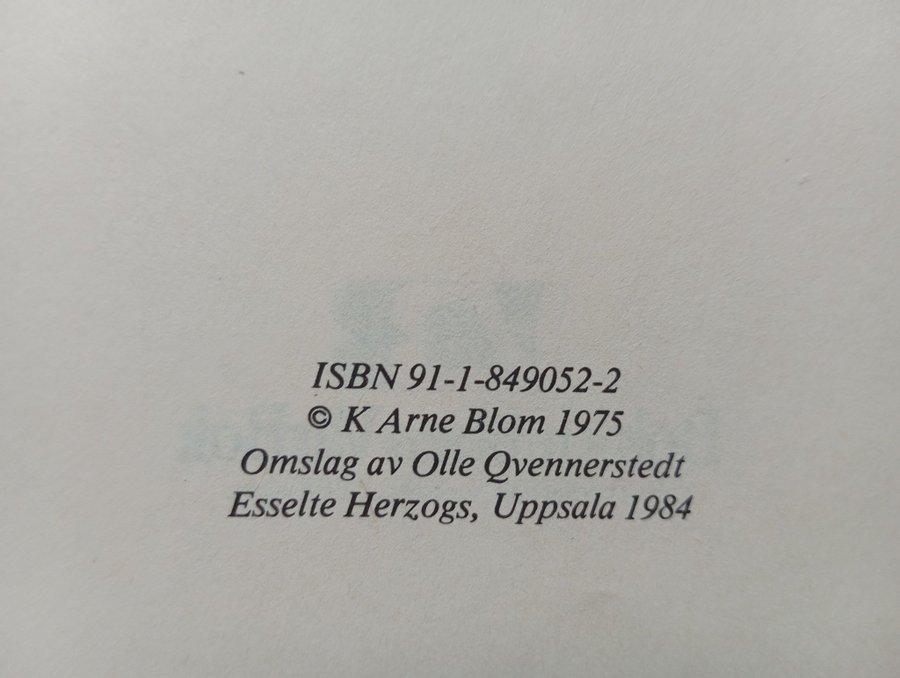 ISBN 91-1-849052-2
© K Arne Blom 1975
Omslag av Olle Qvennerstedt
Esselte Herzogs, Uppsala 1984